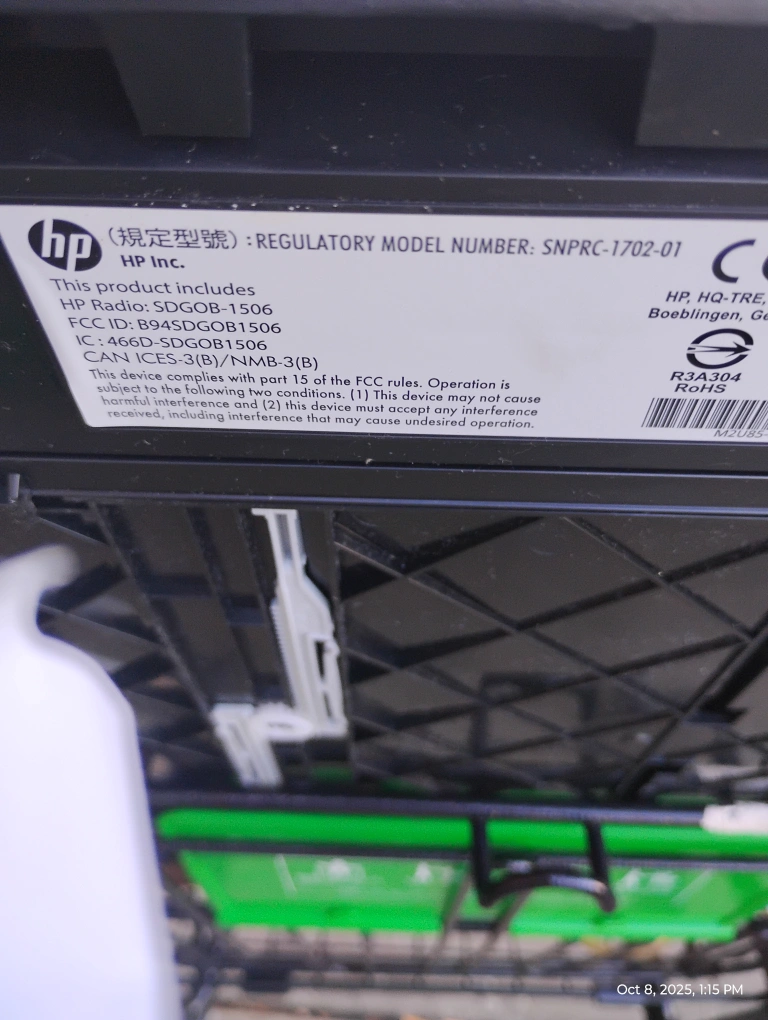 hp
(規定型號):REGULATORY MODEL NUMBER: SNPRC-1702-01
HP Inc.
This product includes
HP Radio: SDGOB-1506
FCC ID: B94SDGOB1506
IC : 466D-SDGOB1506
CAN ICES-3(B)/NMB-3(B)
This device complies with part 15 of the FCC rules. Operation is
subject to the following two conditions. (1) This device may not cause
harmful interference and (2) this device must accept any interference
received, including interference that may cause undesired operation.
HP, HQ-TRE,
Boeblingen, Ge
R3A304
RoHS
M2U85-
Oct 8, 2025, 1:15 PM